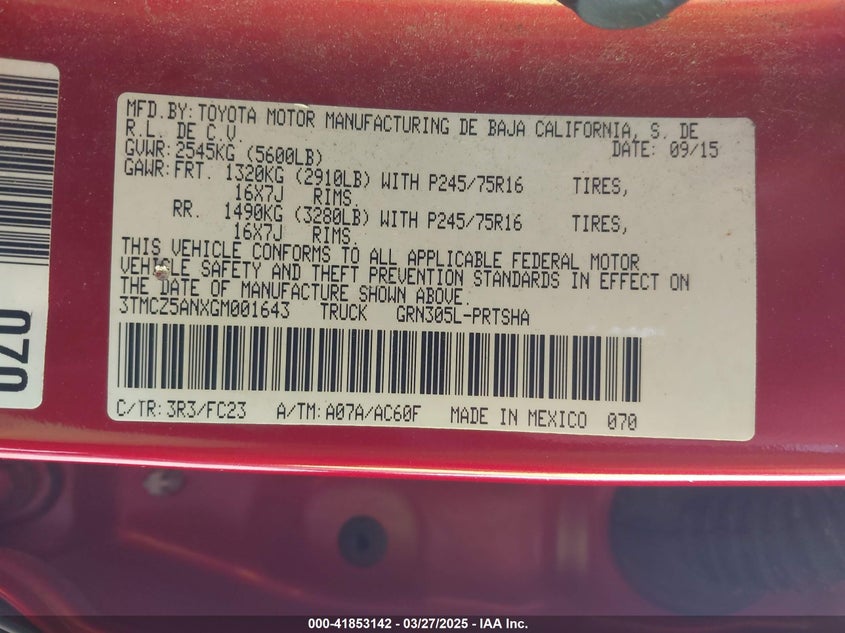 MFD.BY: TOYOTA MOTOR MANUFACTURING DE BAJA CALIFORNIA, S. DE
R.L. DE C.V. DATE: 09/15
GVWR: 2545KG (5600LB)
GAWR: FRT. 1320KG (2910LB) WITH P245/75R16 TIRES,
16X7J RIMS.
RR. 1490KG (3280LB) WITH P245/75R16 TIRES,
16X7J RIMS.
THIS VEHICLE CONFORMS TO ALL APPLICABLE FEDERAL MOTOR
VEHICLE SAFETY AND THEFT PREVENTION STANDARDS IN EFFECT ON
THE DATE OF MANUFACTURE SHOWN ABOVE.
3TMCZ5ANXGM001643 TRUCK GRN305L-PRTSHA
C/TR: 3R3/FC23 A/TM: A07A/AC60F MADE IN MEXICO 070
070
000-41853142 - 03/27/2025 - IAA Inc.